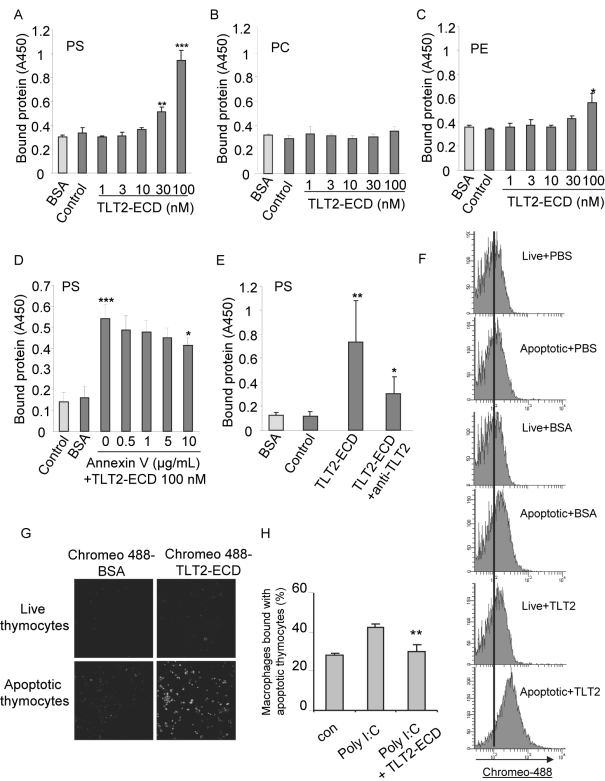 A
PS
Bound protein (A450)
1.2
1
0.8
0.6
0.4
0.2
0
**
***
BSA
Control
1 3 10 30 100
TLT2-ECD (nM)
B
PC
Bound protein (A450)
1.2
1
0.8
0.6
0.4
0.2
0
BSA
Control
1 3 10 30 100
TLT2-ECD (nM)
C
PE
Bound protein (A450)
1.2
1
0.8
0.6
0.4
0.2
0
*
BSA
Control
1 3 10 30 100
TLT2-ECD (nM)
D
PS
Bound protein (A450)
0.7
0.6
0.5
0.4
0.3
0.2
0.1
0
***
*
Control
BSA
0 0.5 1 5 10
Annexin V (μg/mL)
+TLT2-ECD 100 nM
E
PS
Bound protein (A450)
1.2
1
0.8
0.6
0.4
0.2
0
**
*
BSA
Control
TLT2-ECD
TLT2-ECD
+anti-TLT2
F
Live+PBS
Apoptotic+PBS
Live+BSA
Apoptotic+BSA
Live+TLT2
Apoptotic+TLT2
Chromeo-488
G
Chromeo 488-
BSA
Chromeo 488-
TLT2-ECD
Live
thymocytes
Apoptotic
thymocytes
H
Macrophages bound with
apoptotic thymocytes (%)
60
40
20
0
**
con
Poly I:C
Poly I:C
+ TLT2-ECD